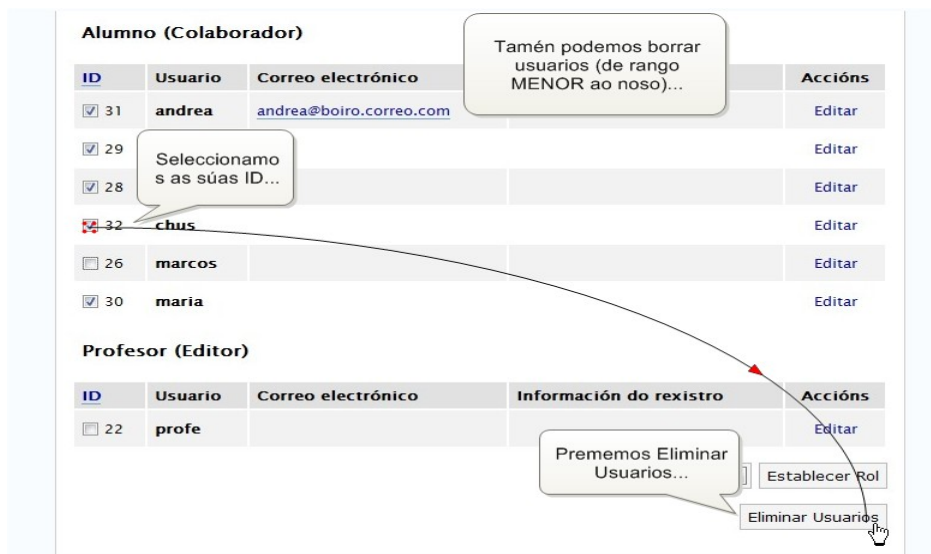 Alumno (Colaborador)
Tamén podemos borrar
usuarios (de rango
MENOR ao noso)...
ID Usuario Correo electrónico Accións
31 andrea andrea@boiro.correo.com Editar
29 Editar
Seleccionamo
s as súas ID...
28 Editar
32 chus Editar
26 marcos Editar
30 maria Editar
Profesor (Editor)
ID Usuario Correo electrónico Información do rexistro Accións
22 profe Editar
Prememos Eliminar
Usuarios...
Establecer Rol
Eliminar Usuarios